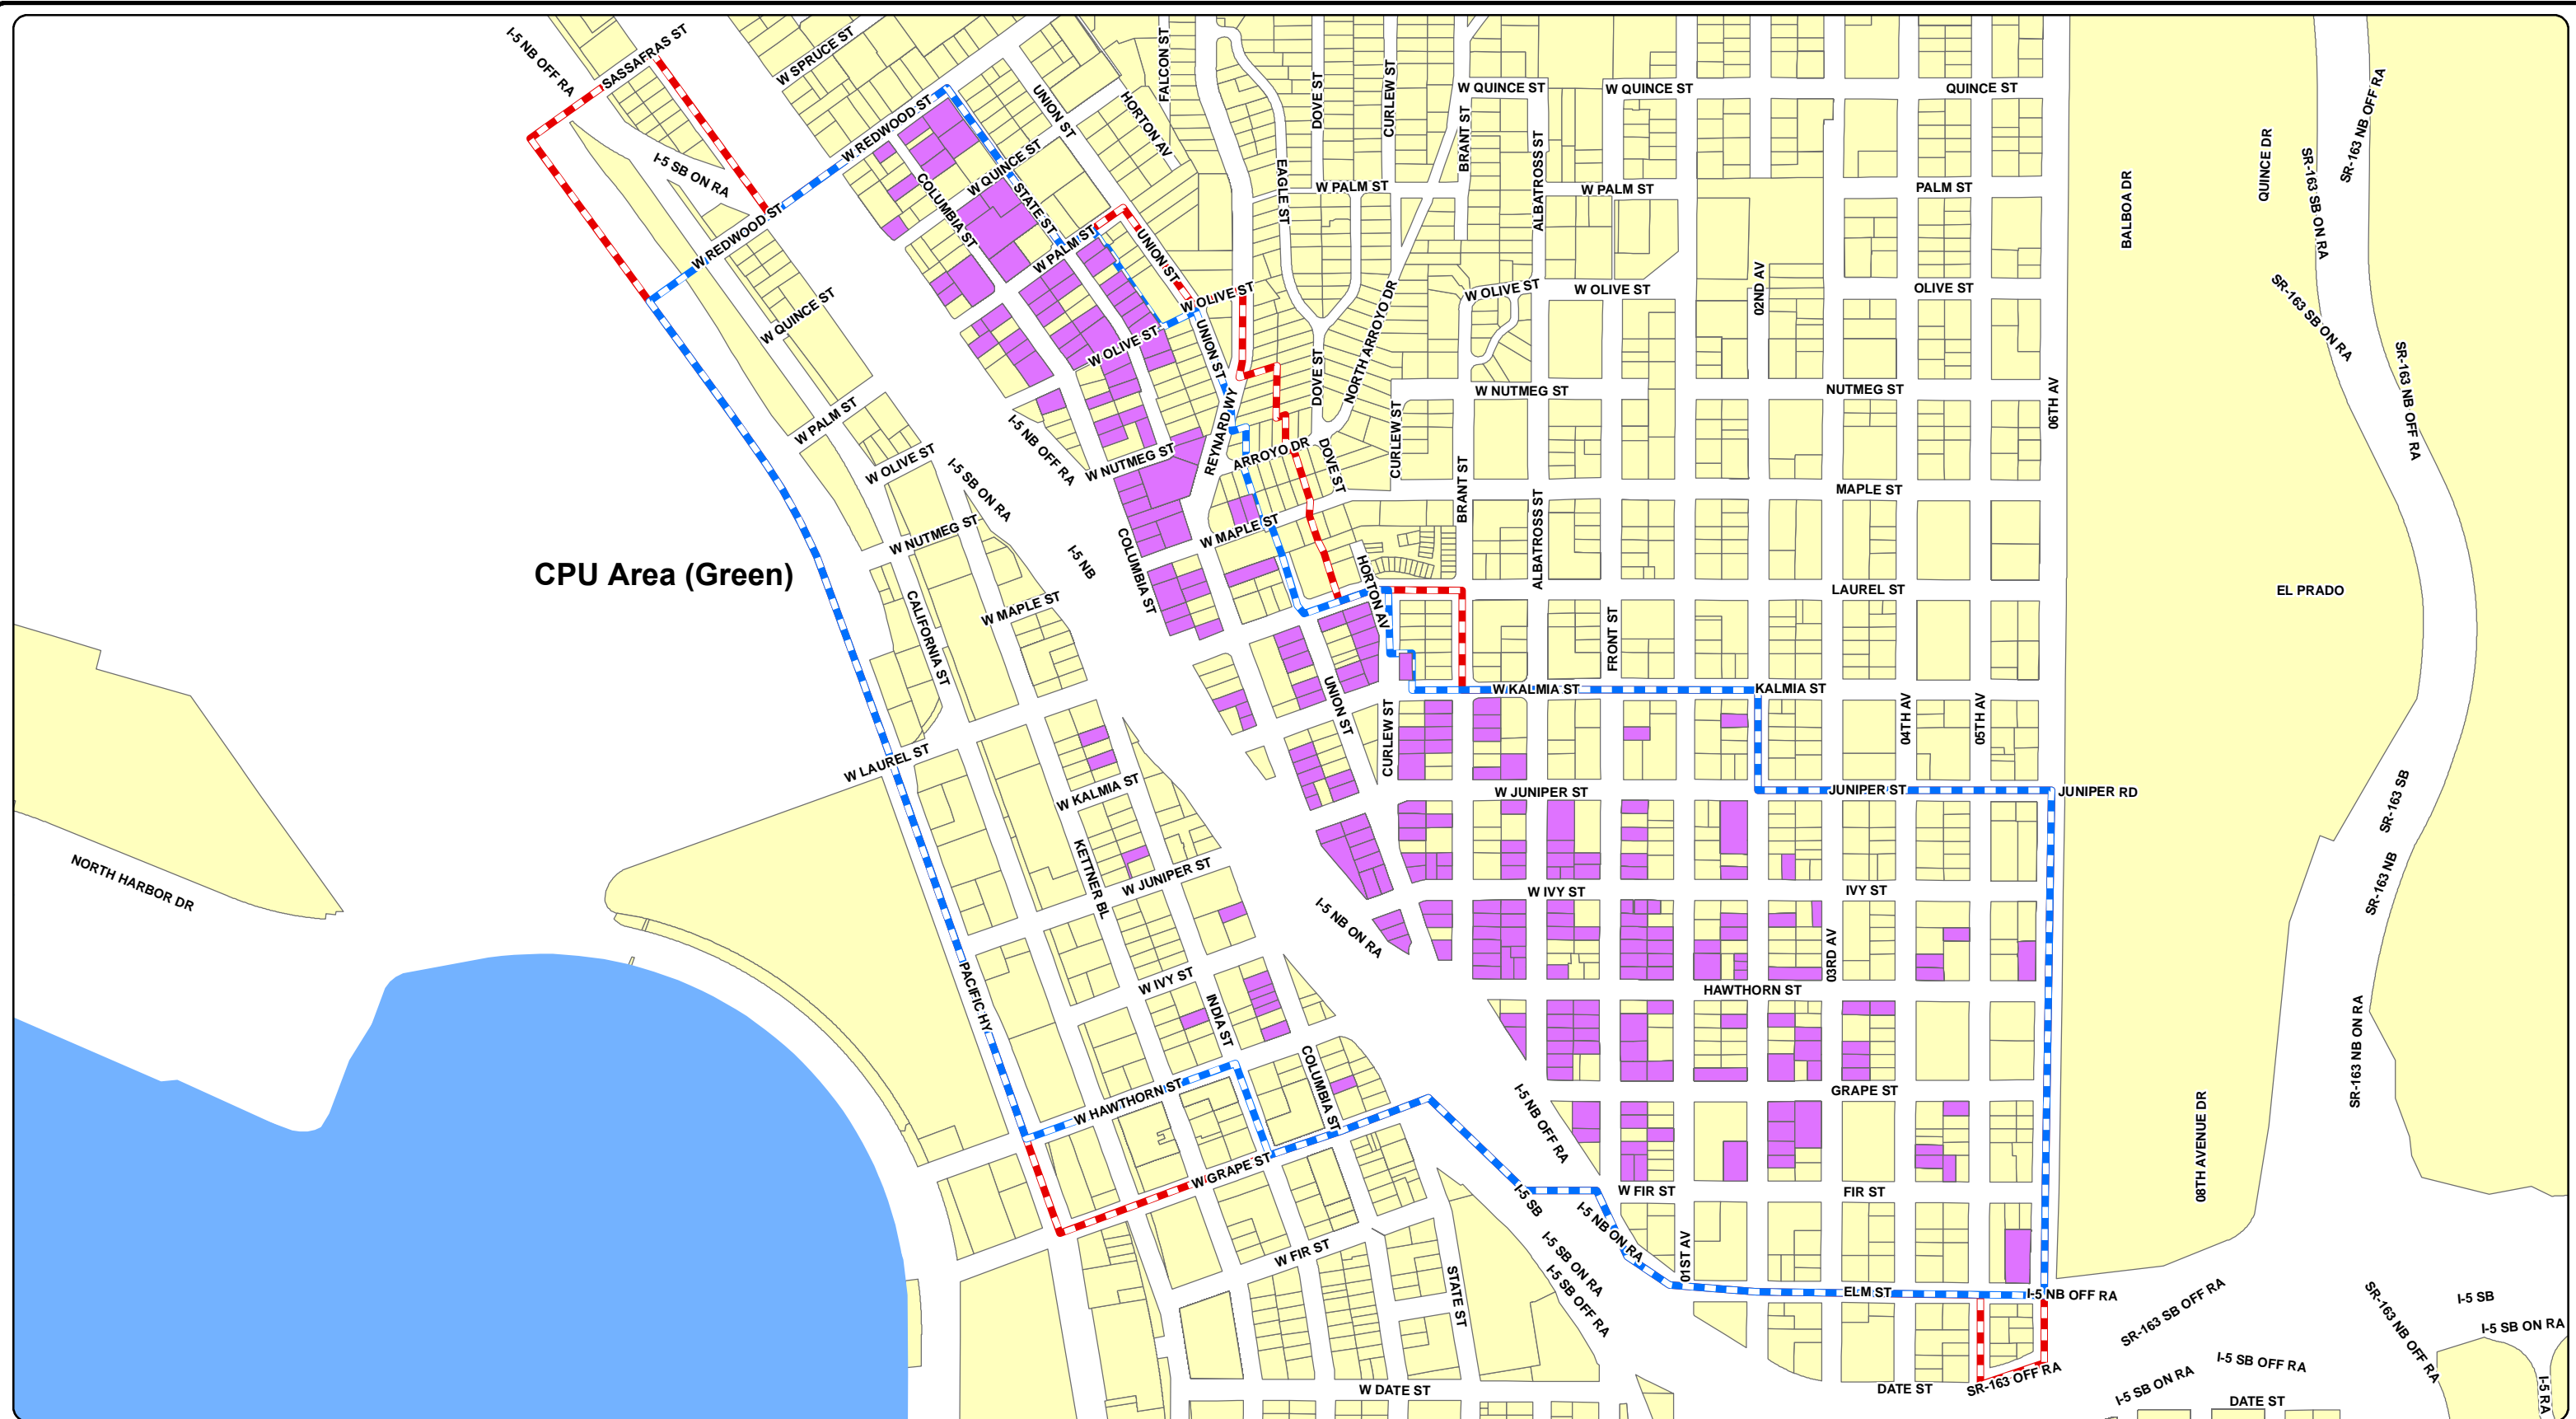 I-5 NB OFF RA
SASSAFRAS ST
W SPRUCE ST
FALCON ST
UNION ST
HORTON AV
DOVE ST
CURLEW ST
W QUINCE ST
W QUINCE ST
QUINCE ST
BRANT ST
ALBATROSS ST
W REDWOOD ST
I-5 SB ON RA
W QUINCE ST
COLUMBIA ST
STATE ST
EAGLE ST
W PALM ST
W PALM ST
PALM ST
BALBOA DR
QUINCE DR
SR-163 SB ON RA
SR-163 NB OFF RA
W REDWOOD ST
W PALM ST
UNION ST
W QUINCE ST
W OLIVE ST
W OLIVE ST
W OLIVE ST
OLIVE ST
02ND AV
SR-163 SB ON RA
SR-163 NB OFF RA
W OLIVE ST
UNION ST
DOVE ST
NORTH ARROYO DR
W NUTMEG ST
NUTMEG ST
06TH AV
W PALM ST
I-5 NB OFF RA
REYNARD WY
ARROYO DR
DOVE ST
CURLEW ST
BRANT ST
W OLIVE ST
I-5 SB ON RA
W NUTMEG ST
MAPLE ST
W NUTMEG ST
W MAPLE ST
ALBATROSS ST
CPU Area (Green)
I-5 NB
COLUMBIA ST
HORTON AV
LAUREL ST
EL PRADO
CALIFORNIA ST
W MAPLE ST
FRONT ST
UNION ST
W KALMIA ST
KALMIA ST
04TH AV
05TH AV
W LAUREL ST
CURLEW ST
W KALMIA ST
W JUNIPER ST
JUNIPER ST
JUNIPER RD
SR-163 SB
NORTH HARBOR DR
KETTNER BL
W JUNIPER ST
W IVY ST
IVY ST
SR-163 NB
I-5 NB ON RA
03RD AV
PACIFIC HY
W IVY ST
INDIA ST
HAWTHORN ST
SR-163 NB ON RA
COLUMBIA ST
W HAWTHORN ST
I-5 NB OFF RA
GRAPE ST
08TH AVENUE DR
W GRAPE ST
I-5 SB
W FIR ST
FIR ST
I-5 NB ON RA
W FIR ST
I-5 SB ON RA
01ST AV
STATE ST
I-5 SB OFF RA
ELM ST
I-5 NB OFF RA
SR-163 SB OFF RA
SR-163 NB OFF RA
I-5 SB
I-5 SB ON RA
W DATE ST
DATE ST
SR-163 OFF RA
I-5 SB ON RA
I-5 SB OFF RA
DATE ST
I-5 RA